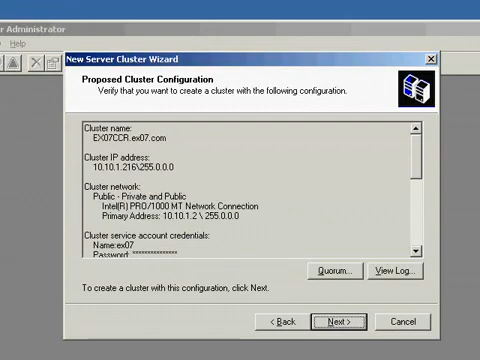 r Administrator
Help
New Server Cluster Wizard
Proposed Cluster Configuration
Verify that you want to create a cluster with the following configuration.
Cluster name:
EX07CCR.ex07.com
Cluster IP address:
10.10.1.216\255.0.0.0
Cluster network:
Public - Private and Public
Intel(R) PRO/1000 MT Network Connection
Primary Address: 10.10.1.2 \ 255.0.0.0
Cluster service account credentials:
Name:ex07
Password: **************
Quorum... View Log...
To create a cluster with this configuration, click Next.
< Back Next > Cancel